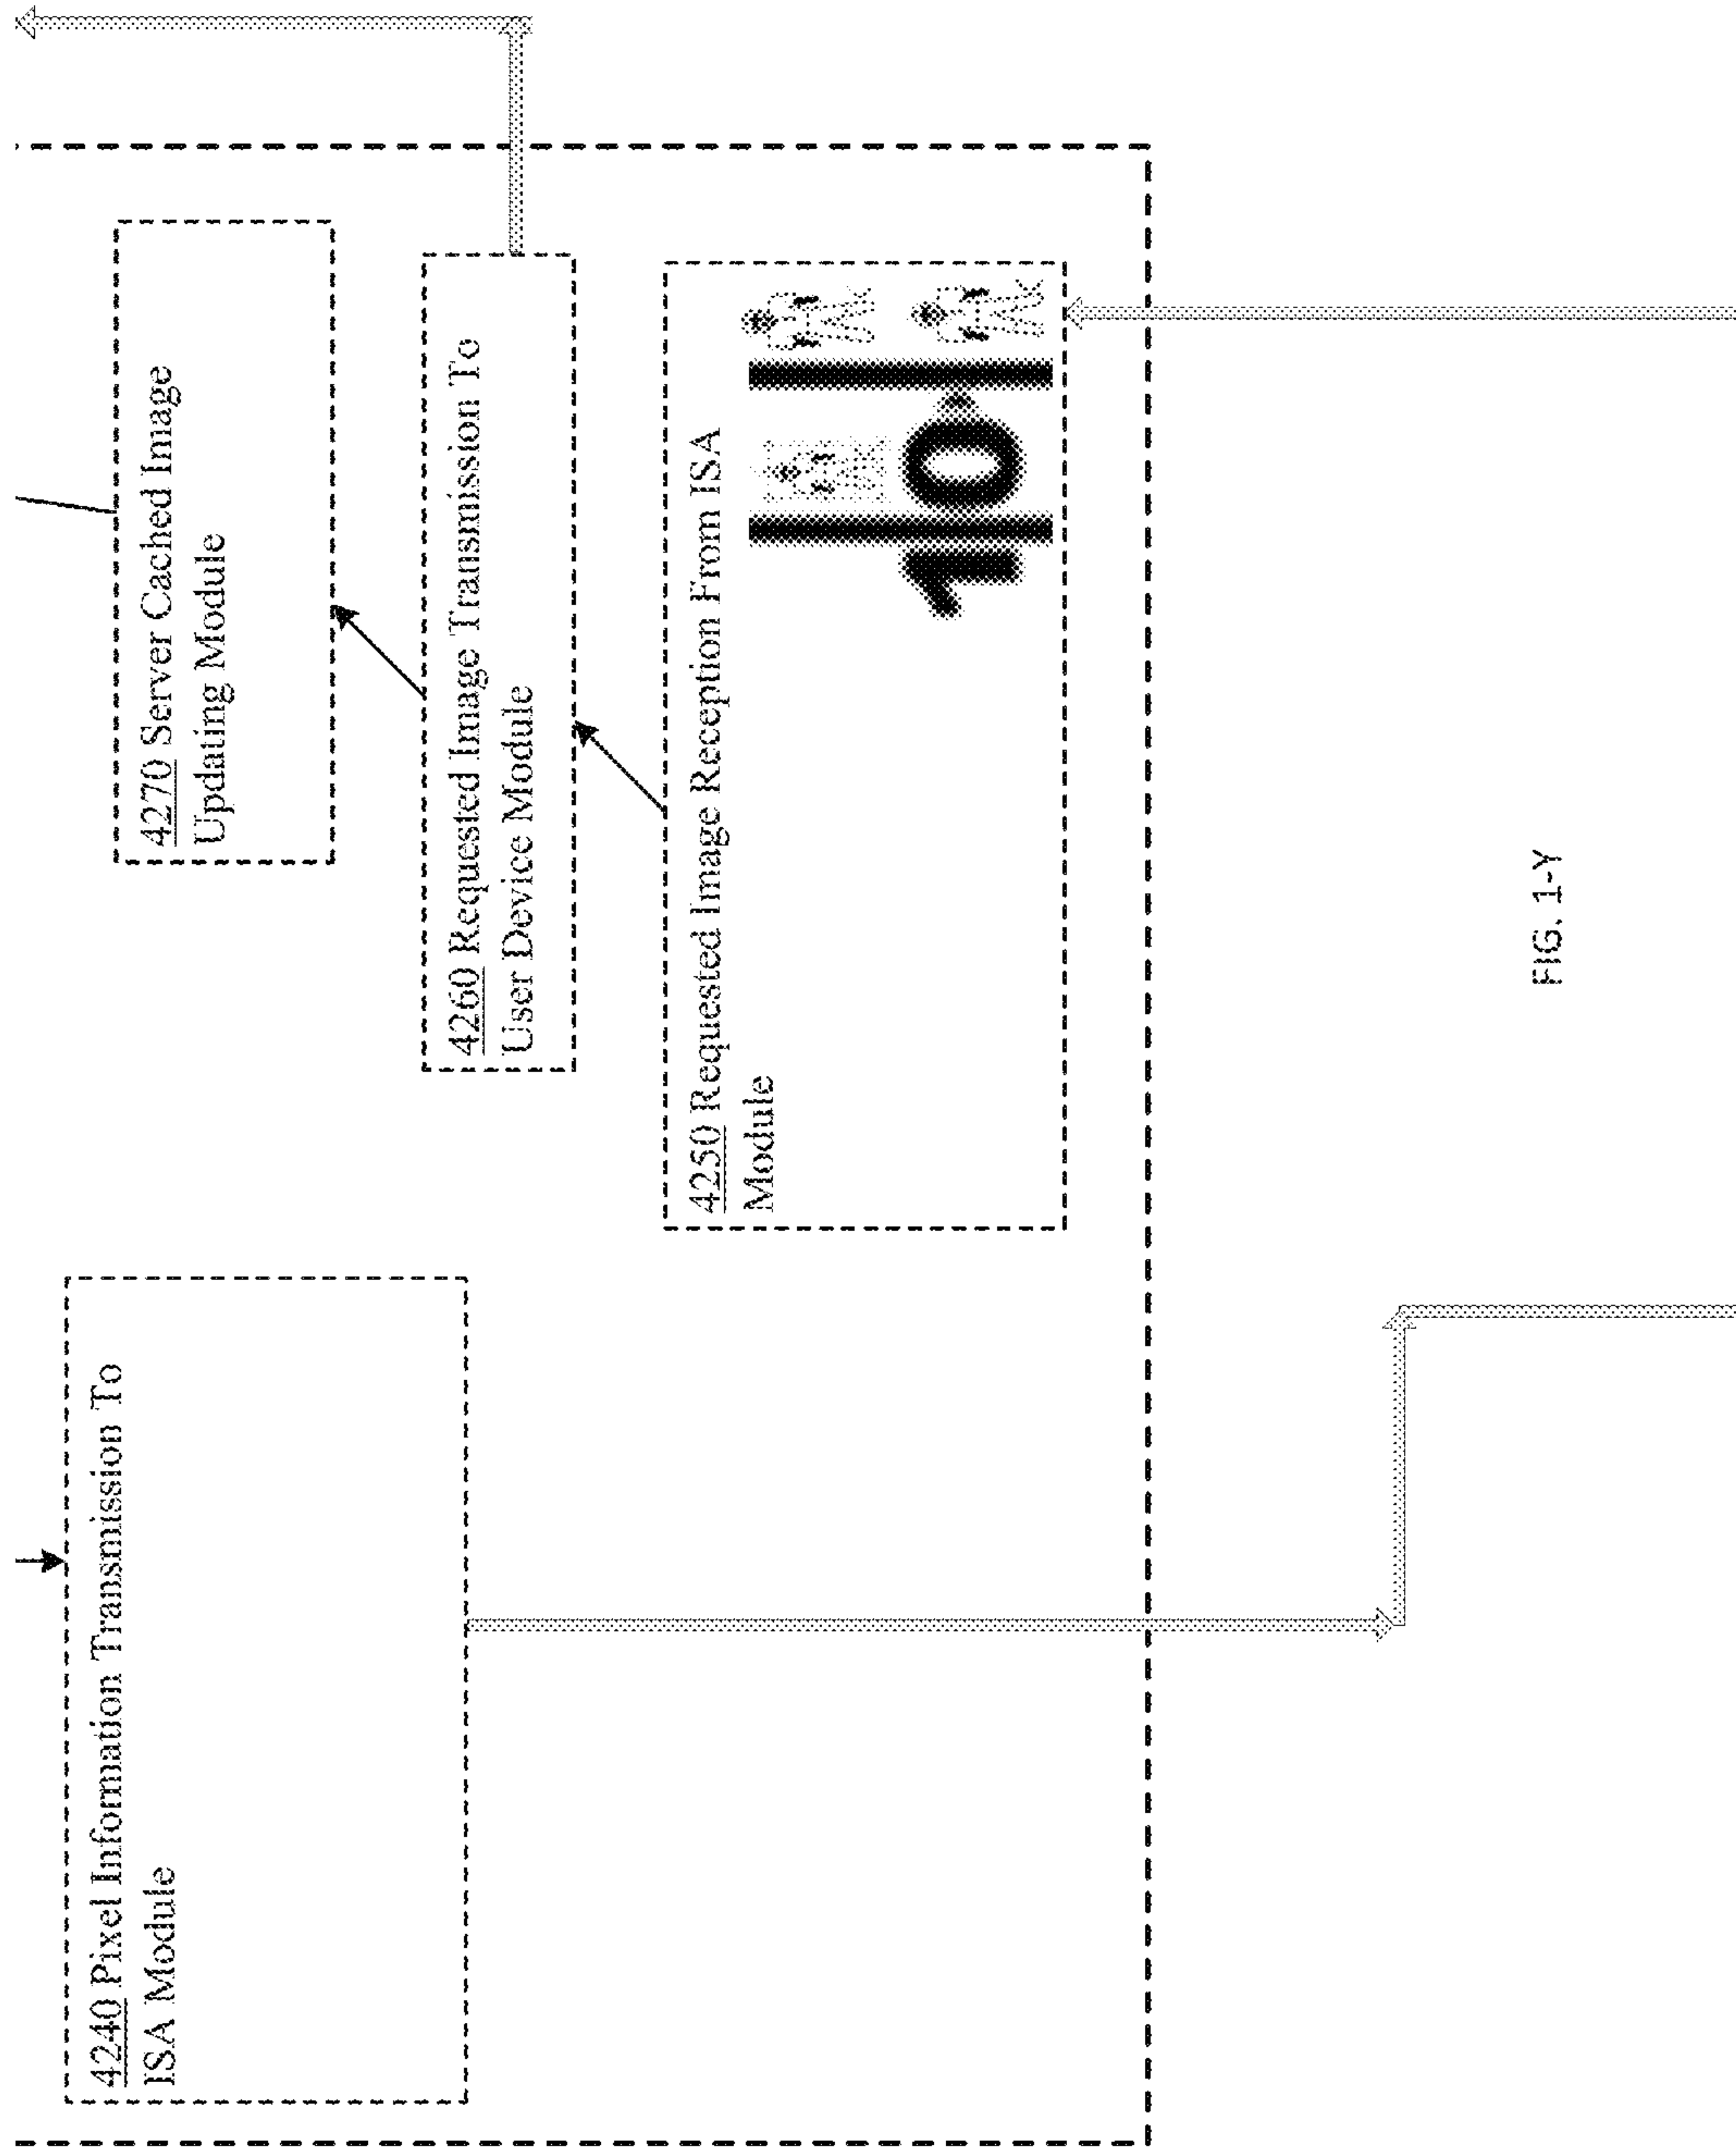 4240 Pixel Information Transmission To
ISA Module
4270 Server Cached Image
Updating Module
4260 Requested Image Transmission To
User Device Module
4250 Requested Image Reception From ISA
Module
10
FIG. 1-Y